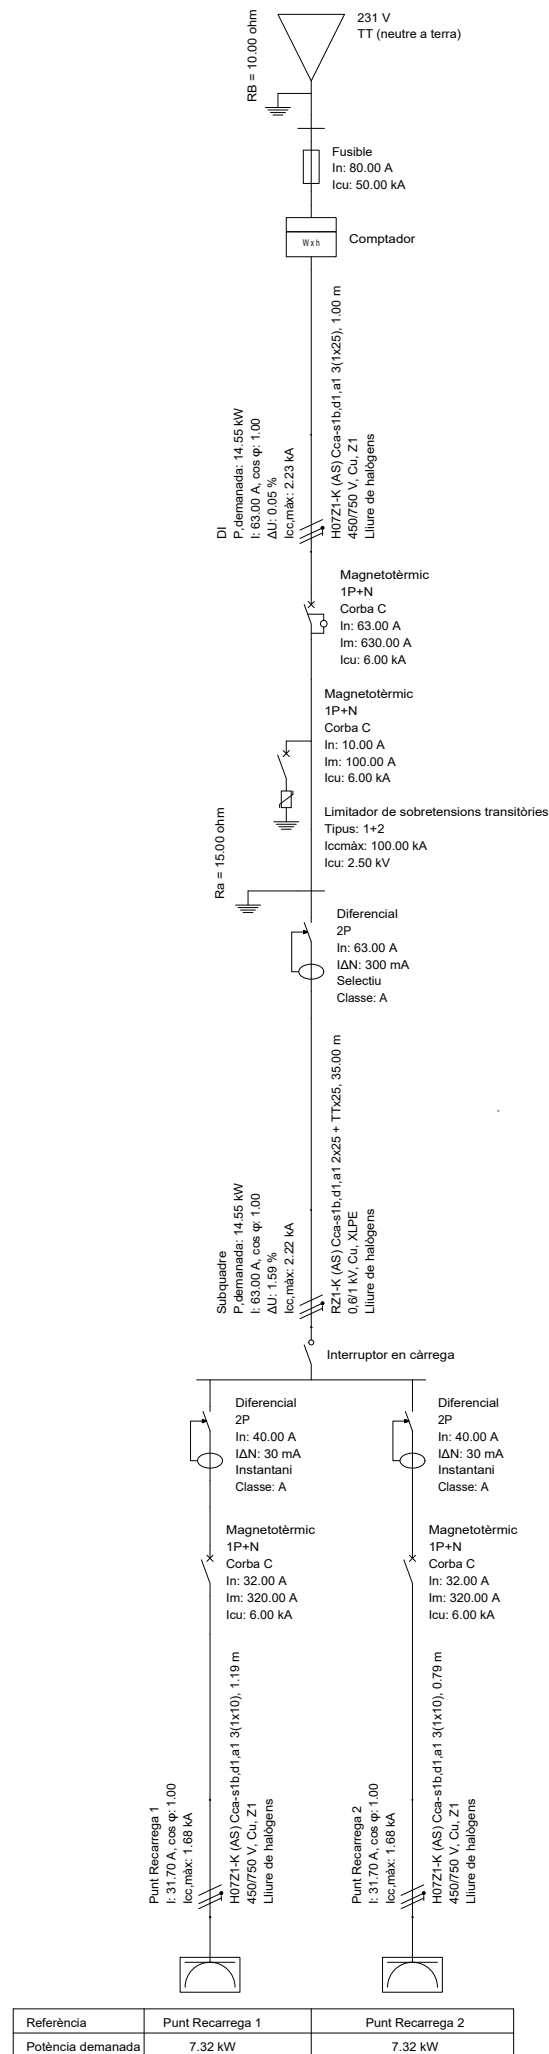 231 V
TT (neutre a terra)
RB = 10.00 ohm
Fusible
In: 80.00 A
Icu: 50.00 kA
W x h
Comptador
DI
P,demanada: 14.55 kW
I: 63.00 A, cos φ: 1.00
ΔU: 0.05 %
Icc,màx: 2.23 kA
H07Z1-K (AS) Cca-s1b,d1,a1 3(1x25), 1.00 m
450/750 V, Cu, Z1
Lliure de halògens
Magnetotèrmic
1P+N
Corba C
In: 63.00 A
Im: 630.00 A
Icu: 6.00 kA
Magnetotèrmic
1P+N
Corba C
In: 10.00 A
Im: 100.00 A
Icu: 6.00 kA
Limitador de sobretensions transitòries
Tipus: 1+2
Iccmàx: 100.00 kA
Icu: 2.50 kV
Ra = 15.00 ohm
Diferencial
2P
In: 63.00 A
IΔN: 300 mA
Selectiu
Classe: A
Subquadre
P,demanada: 14.55 kW
I: 63.00 A, cos φ: 1.00
ΔU: 1.59 %
Icc,màx: 2.22 kA
RZ1-K (AS) Cca-s1b,d1,a1 2x25 + TTx25, 35.00 m
0,6/1 kV, Cu, XLPE
Lliure de halògens
Interruptor en càrrega
Diferencial
2P
In: 40.00 A
IΔN: 30 mA
Instantani
Classe: A
Diferencial
2P
In: 40.00 A
IΔN: 30 mA
Instantani
Classe: A
Magnetotèrmic
1P+N
Corba C
In: 32.00 A
Im: 320.00 A
Icu: 6.00 kA
Magnetotèrmic
1P+N
Corba C
In: 32.00 A
Im: 320.00 A
Icu: 6.00 kA
Punt Recarrega 1
I: 31.70 A, cos φ: 1.00
Icc,màx: 1.68 kA
H07Z1-K (AS) Cca-s1b,d1,a1 3(1x10), 1.19 m
450/750 V, Cu, Z1
Lliure de halògens
Punt Recarrega 2
I: 31.70 A, cos φ: 1.00
Icc,màx: 1.68 kA
H07Z1-K (AS) Cca-s1b,d1,a1 3(1x10), 0.79 m
450/750 V, Cu, Z1
Lliure de halògens
Referència Punt Recarrega 1 Punt Recarrega 2
Potència demanada 7.32 kW 7.32 kW